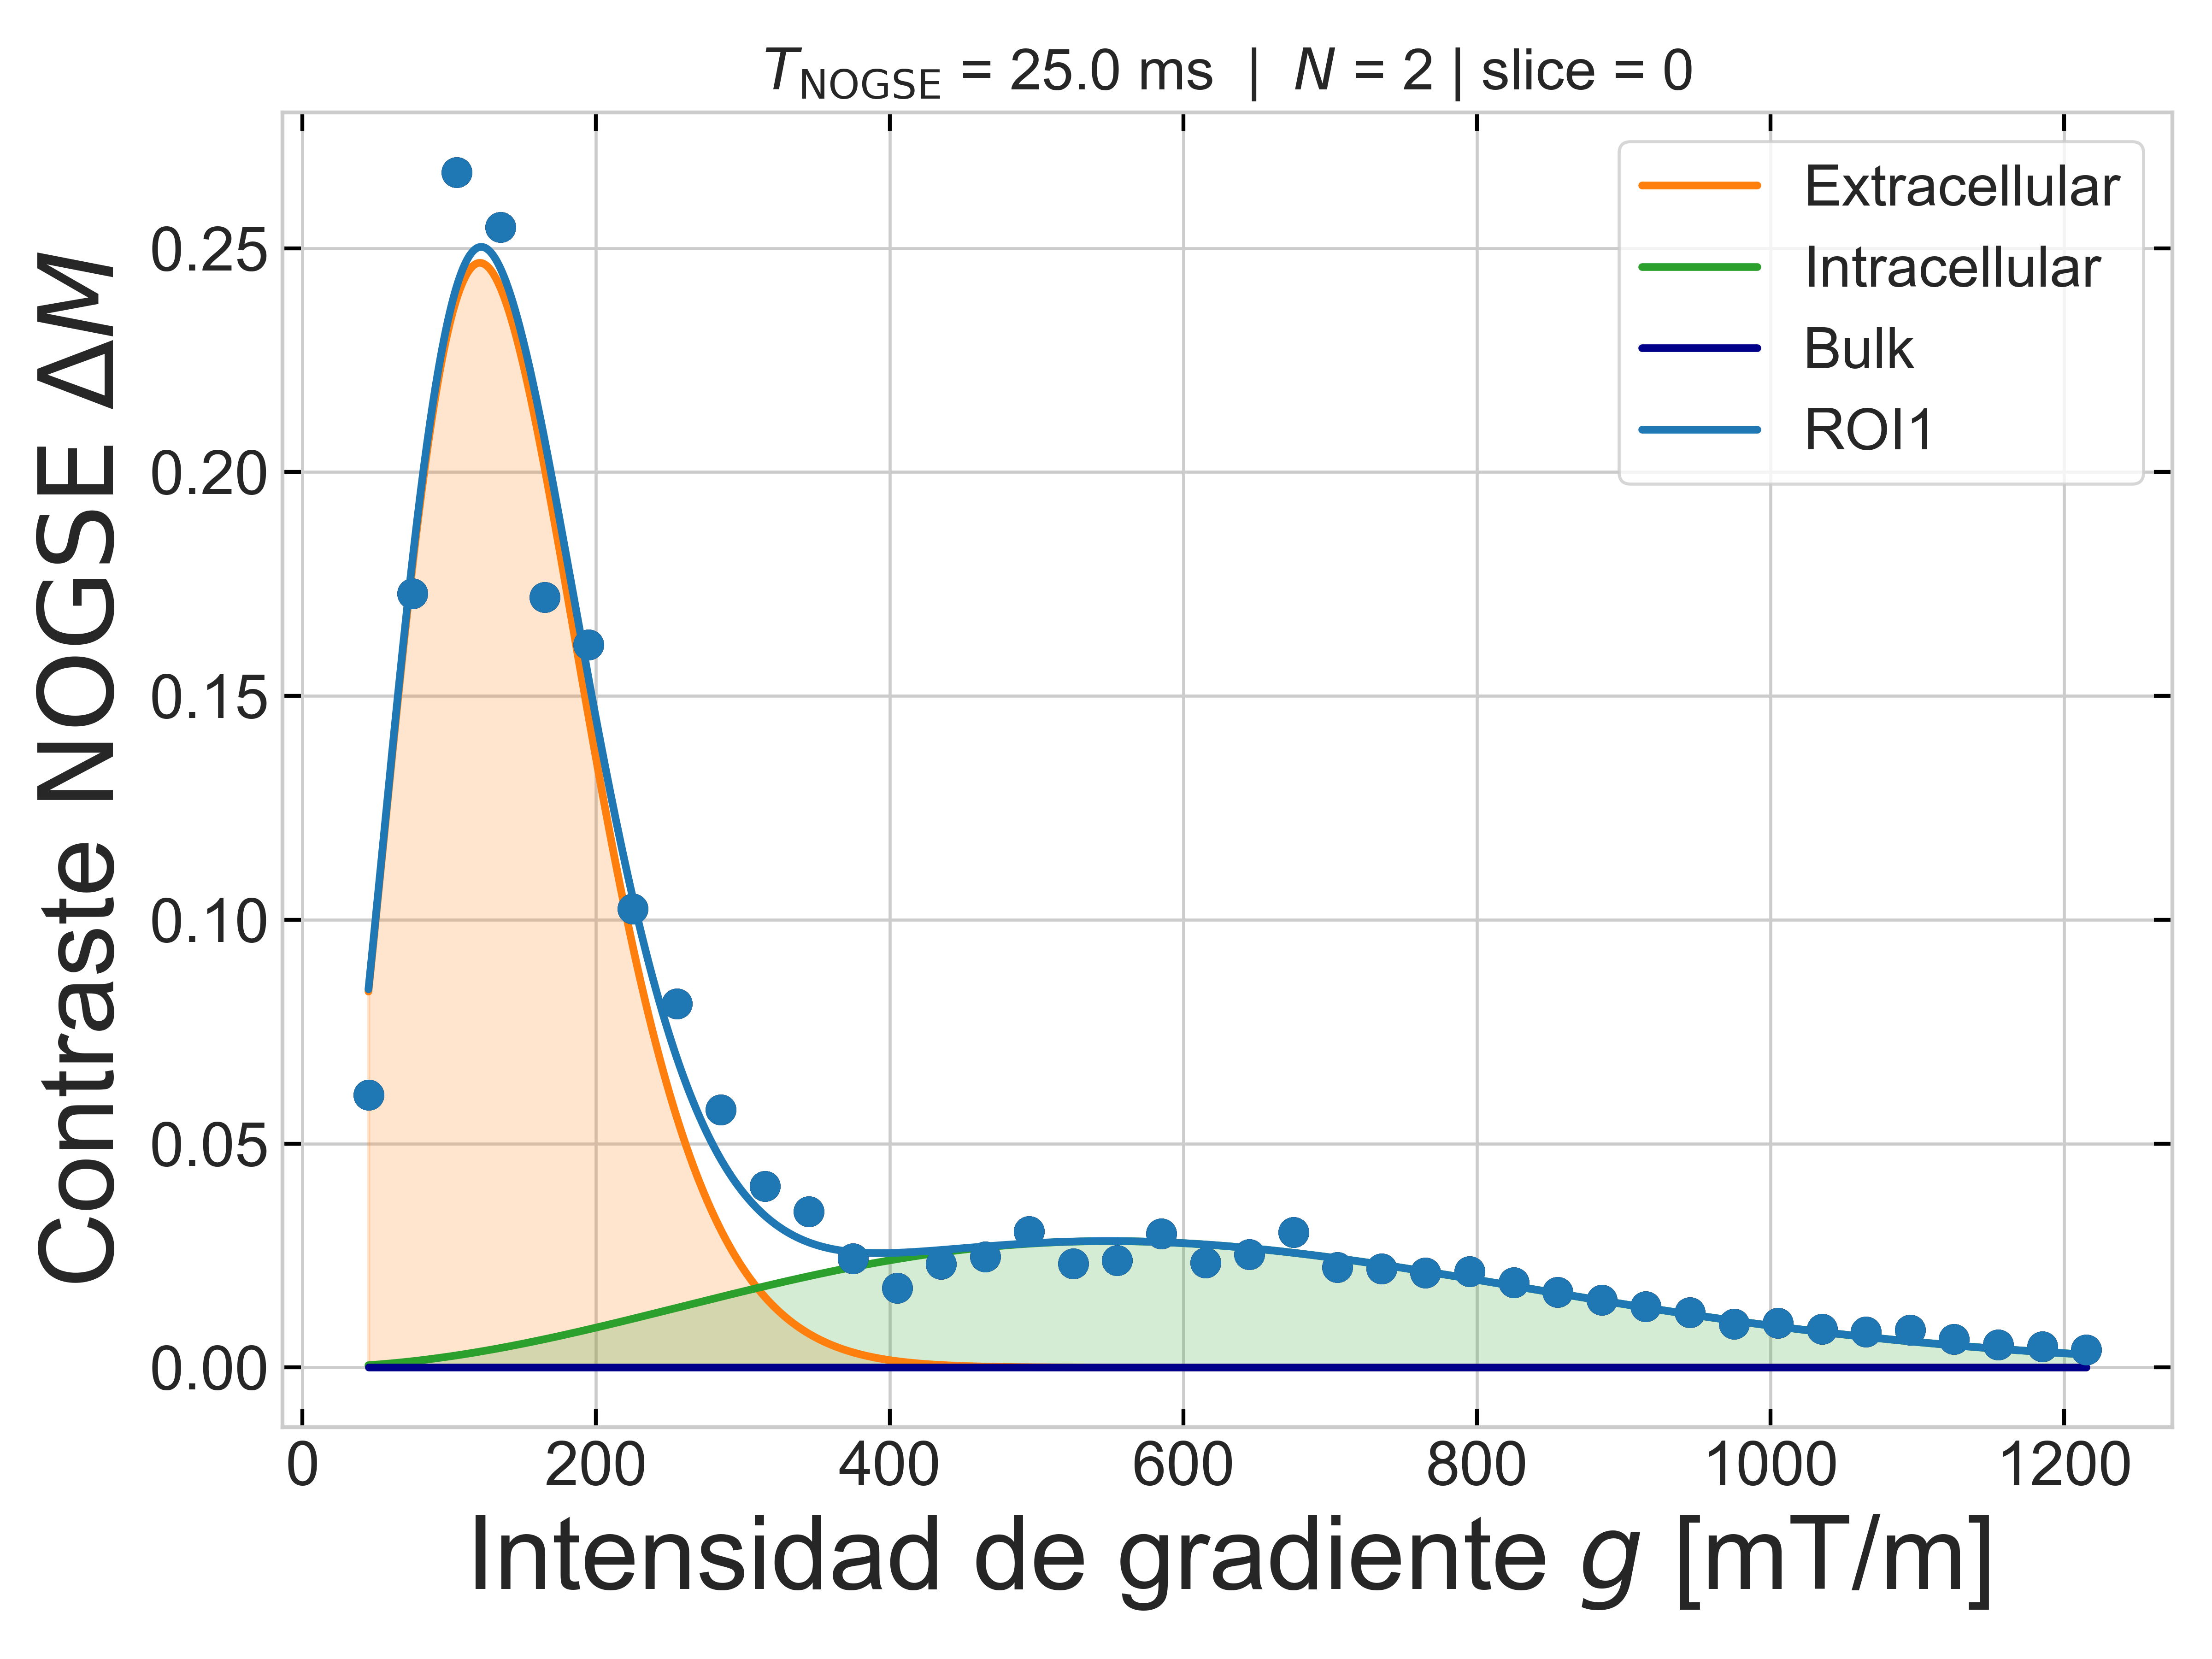 T_NOGSE = 25.0 ms | N = 2 | slice = 0
Extracellular
Intracellular
Bulk
ROI1
Contraste NOGSE ΔM
0.25
0.20
0.15
0.10
0.05
0.00
0 200 400 600 800 1000 1200
Intensidad de gradiente g [mT/m]